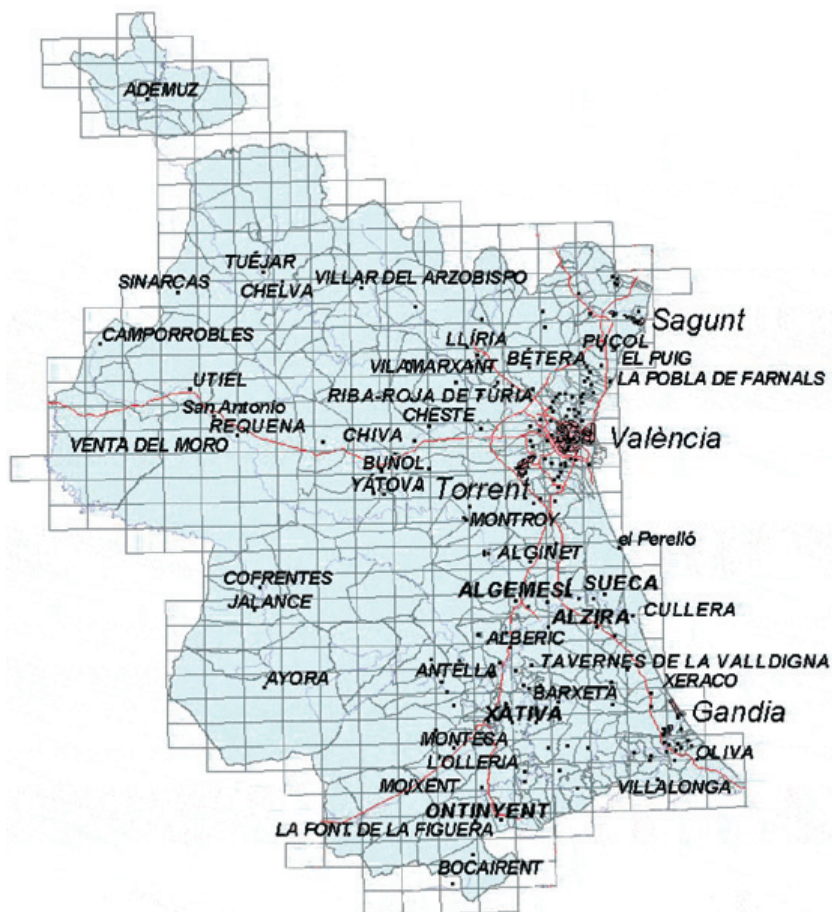 ADEMUZ
TUÉJAR
SINARCAS
CHELVA
VILLAR DEL ARZOBISPO
Sagunt
CAMPORROBLES
LLÍRIA
PUÇOL
BÉTERA
EL PUIG
VILAMARXANT
LA POBLA DE FARNALS
UTIEL
RIBA-ROJA DE TÚRIA
San Antonio
CHESTE
REQUENA
CHIVA
València
VENTA DEL MORO
BUÑOL
YÁTOVA
Torrent
MONTROY
el Perelló
ALGINET
COFRENTES
ALGEMESÍ
SUECA
JALANCE
ALZIRA
CULLERA
ALBERIC
ANTELLA
TAVERNES DE LA VALLDIGNA
AYORA
XERACO
BARXETA
XÀTIVA
Gandia
MONTESA
OLIVA
L'OLLERIA
MOIXENT
VILLALONGA
ONTINYENT
LA FONT DE LA FIGUERA
BOCAIRENT